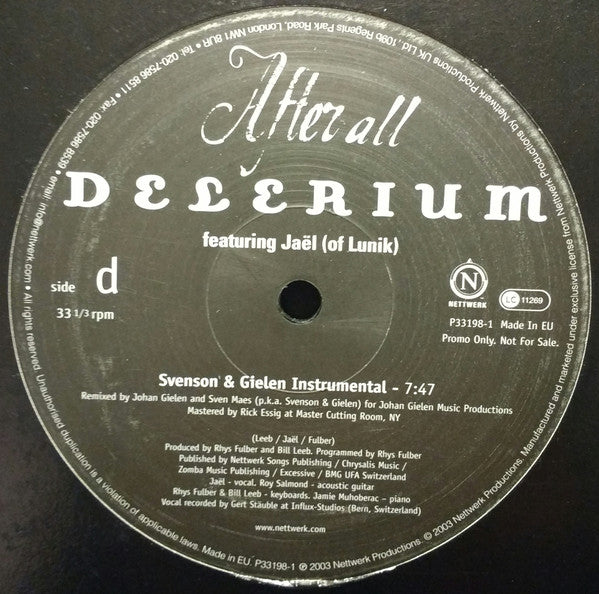 After all
DELERIUM
featuring Jaël (of Lunik)
side d
33 1/3 rpm
N
NETTWERK
LC 11269
P33198-1 Made In EU
Promo Only. Not For Sale.
Svenson & Gielen Instrumental - 7:47
Remixed by Johan Gielen and Sven Maes (p.k.a. Svenson & Gielen) for Johan Gielen Music Productions
Mastered by Rick Essig at Master Cutting Room, NY
(Leeb / Jaël / Fulber)
Produced by Rhys Fulber and Bill Leeb. Programmed by Rhys Fulber
Published by Nettwerk Songs Publishing / Chrysalis Music /
Zomba Music Publishing / Excessive / BMG UFA Switzerland
Jaël - vocal, Roy Salmond - acoustic guitar
Rhys Fulber & Bill Leeb - keyboards. Jamie Muhoberac – piano
Vocal recorded by Gert Stäuble at Influx-Studios (Bern, Switzerland)
www.nettwerk.com
Manufactured and marketed under exclusive license from Nettwerk Productions by Nettwerk Productions UK Ltd, 109b Regents Park Road, London NW1 8UR • Tel: 020-7586 8511 • Fax 020-7586 8539. email: info@nettwerk.com • All rights reserved. Unauthorised duplication is a violation of applicable laws. Made In EU. P33198-1 ℗ 2003 Nettwerk Productions. © 2003 Nettwerk Productions.